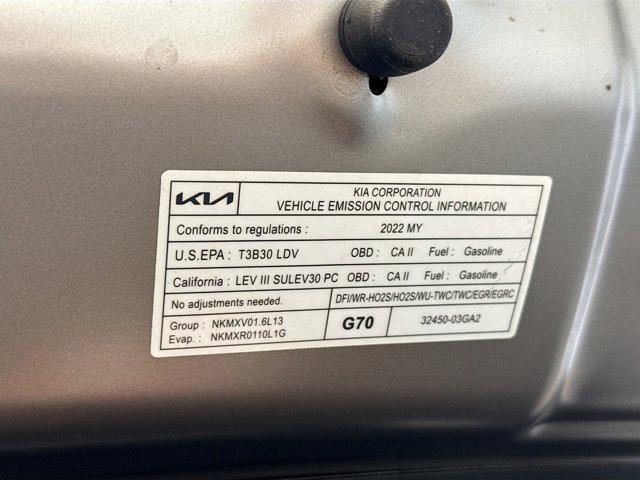 KIA
KIA CORPORATION
VEHICLE EMISSION CONTROL INFORMATION
Conforms to regulations : 2022 MY
U.S.EPA : T3B30 LDV OBD : CA II Fuel : Gasoline
California : LEV III SULEV30 PC OBD : CA II Fuel : Gasoline
No adjustments needed. DFI/WR-HO2S/HO2S/WU-TWC/TWC/EGR/EGRC
Group : NKMXV01.6L13
Evap. : NKMXR0110L1G
G70
32450-03GA2